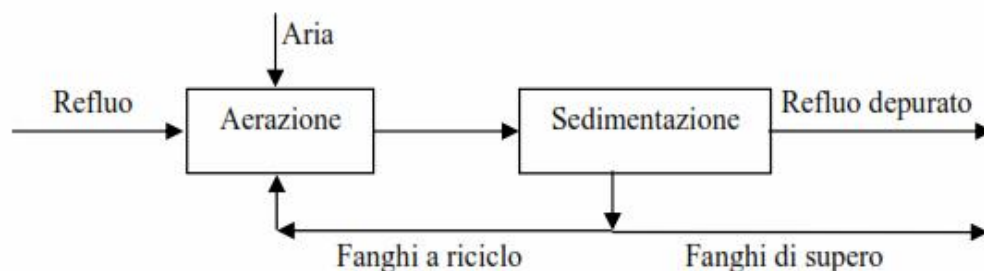 Aria
Refluo
Aerazione
Sedimentazione
Refluo depurato
Fanghi a riciclo
Fanghi di supero